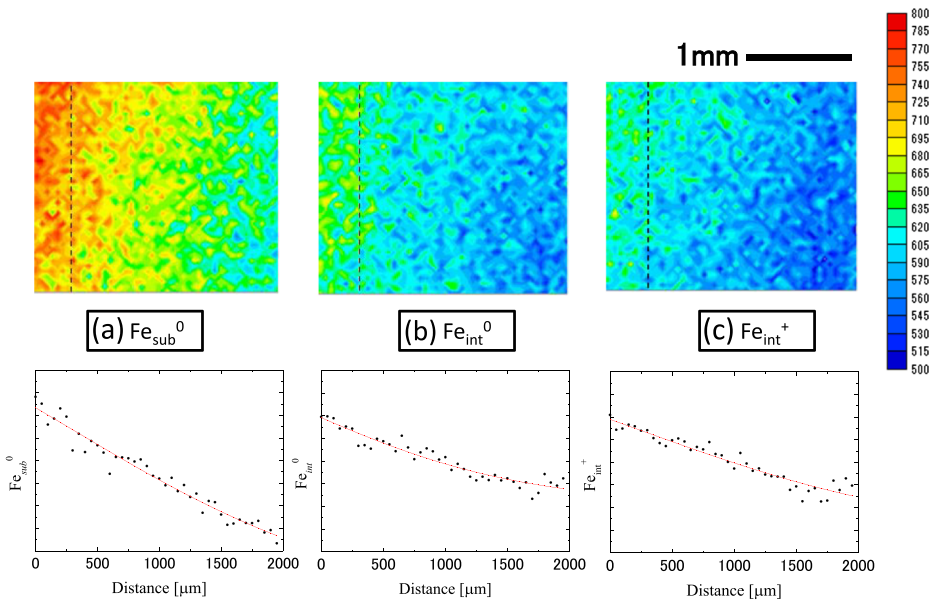 1mm
800
785
770
755
740
725
710
695
680
665
650
635
620
605
590
575
560
545
530
515
500
(a) Fe_sub^0
(b) Fe_int^0
(c) Fe_int^+
Fe_sub^0
0 500 1000 1500 2000
Distance [μm]
Fe_int^0
0 500 1000 1500 2000
Distance [μm]
Fe_int^+
0 500 1000 1500 2000
Distance [μm]